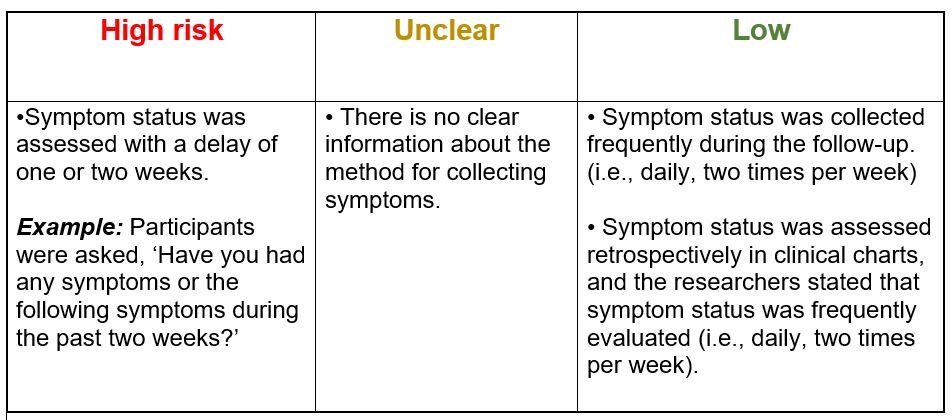 High risk
Unclear
Low
•Symptom status was
assessed with a delay of
one or two weeks.
Example: Participants
were asked, ‘Have you had
any symptoms or the
following symptoms during
the past two weeks?’
• There is no clear
information about the
method for collecting
symptoms.
• Symptom status was collected
frequently during the follow-up.
(i.e., daily, two times per week)
• Symptom status was assessed
retrospectively in clinical charts,
and the researchers stated that
symptom status was frequently
evaluated (i.e., daily, two times
per week).